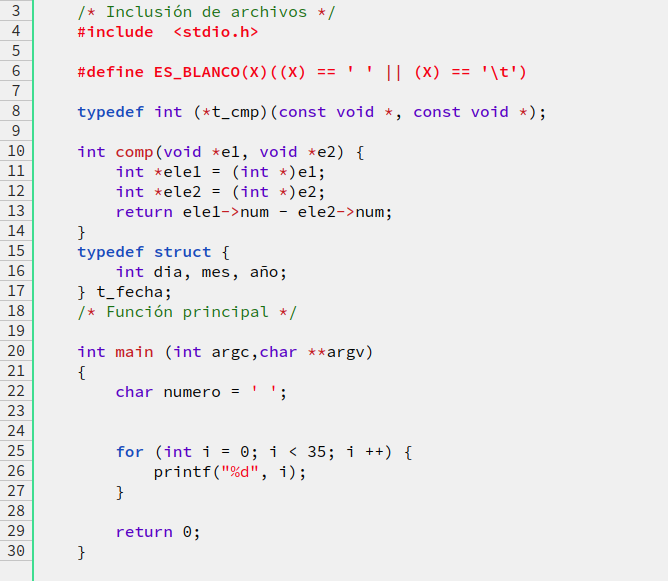 3 /* Inclusión de archivos */
4 #include  <stdio.h>
5
6 #define ES_BLANCO(X)((X) == ' ' || (X) == '\t')
7
8 typedef int (*t_cmp)(const void *, const void *);
9
10 int comp(void *e1, void *e2) {
11     int *ele1 = (int *)e1;
12     int *ele2 = (int *)e2;
13     return ele1->num - ele2->num;
14 }
15 typedef struct {
16     int dia, mes, año;
17 } t_fecha;
18 /* Función principal */
19
20 int main (int argc,char **argv)
21 {
22     char numero = ' ';
23
24
25     for (int i = 0; i < 35; i ++) {
26         printf("%d", i);
27     }
28
29     return 0;
30 }